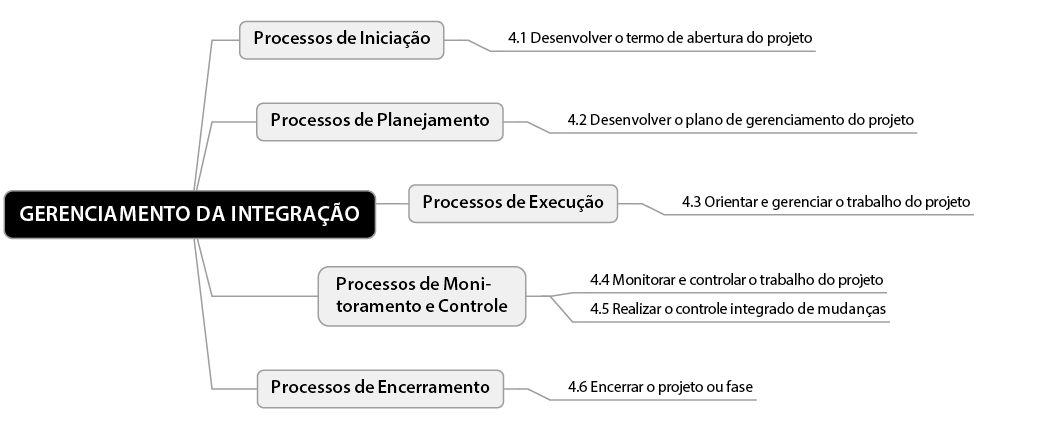 Processos de Iniciação
4.1 Desenvolver o termo de abertura do projeto
Processos de Planejamento
4.2 Desenvolver o plano de gerenciamento do projeto
GERENCIAMENTO DA INTEGRAÇÃO
Processos de Execução
4.3 Orientar e gerenciar o trabalho do projeto
Processos de Moni-
toramento e Controle
4.4 Monitorar e controlar o trabalho do projeto
4.5 Realizar o controle integrado de mudanças
Processos de Encerramento
4.6 Encerrar o projeto ou fase